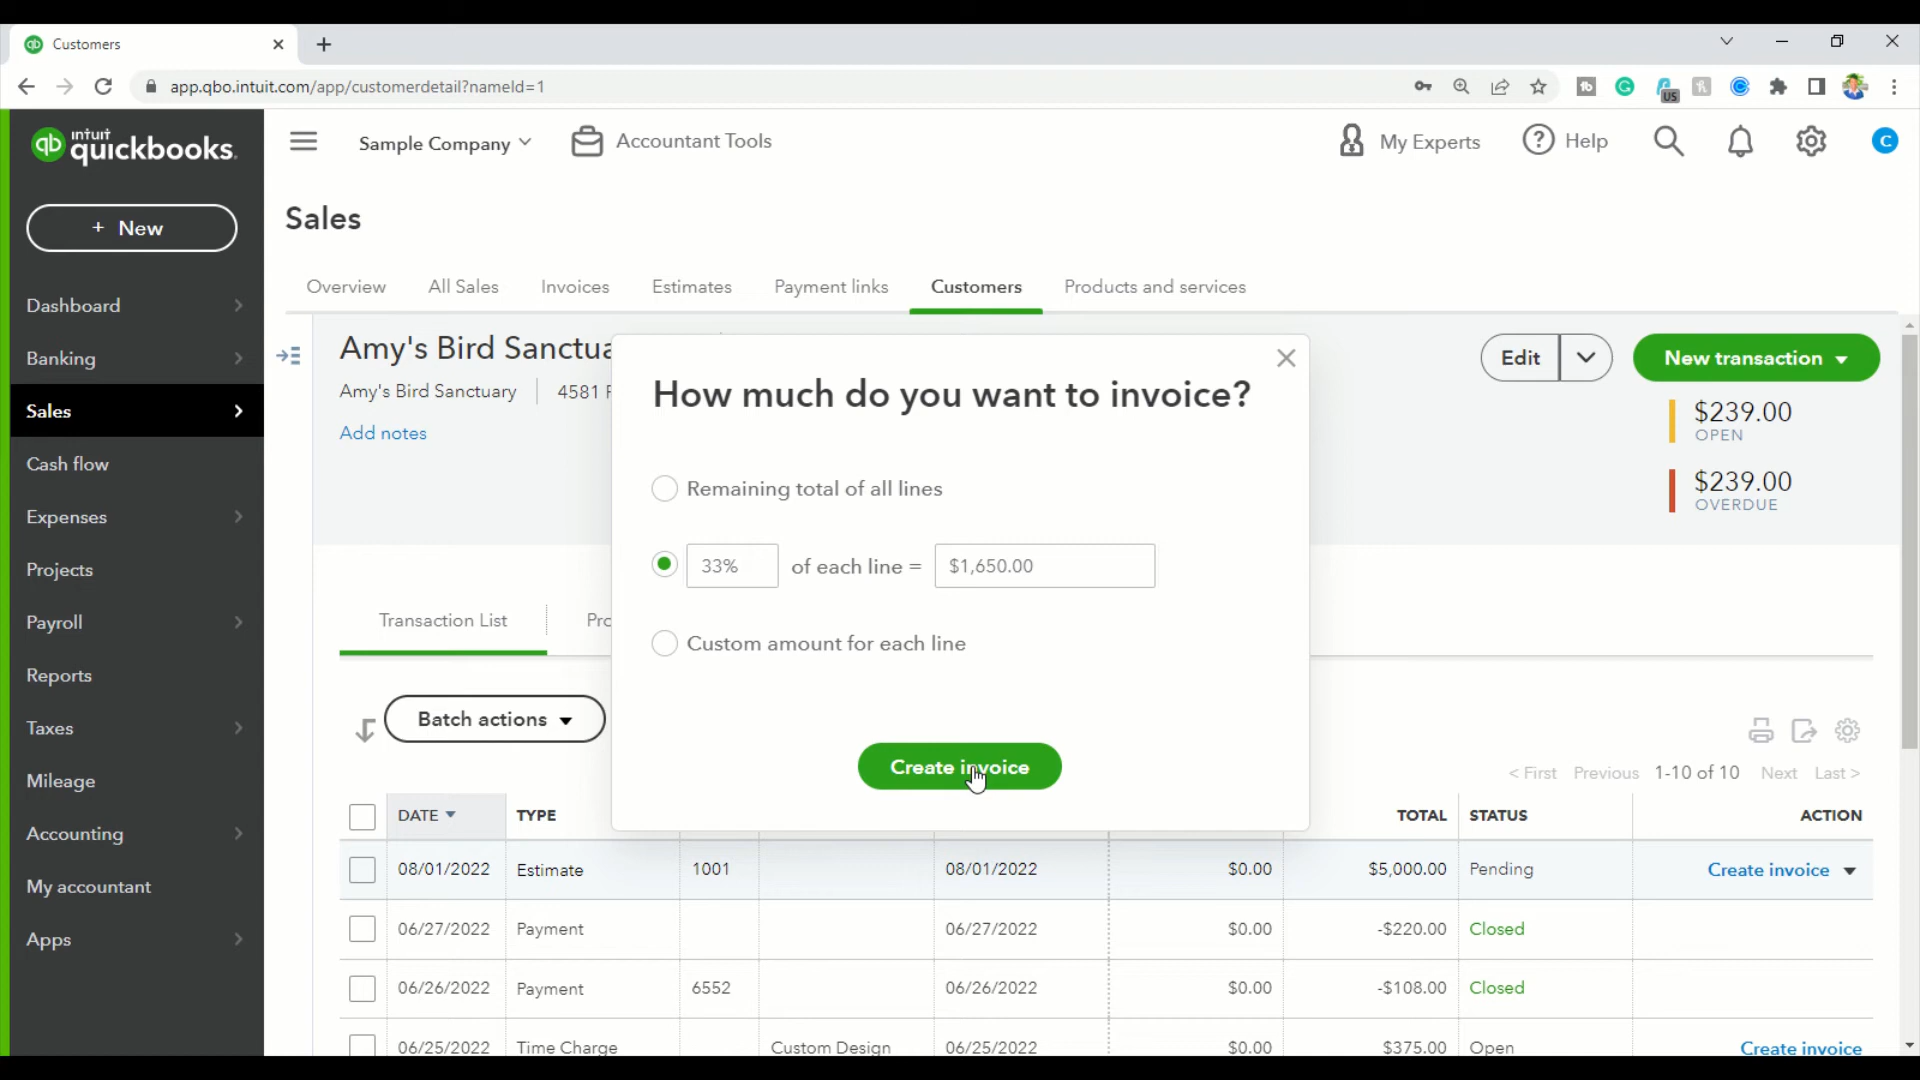 Customers
app.qbo.intuit.com/app/customerdetail?nameId=1
US
intuit
quickbooks.
Sample Company
Accountant Tools
My Experts
Help
C
+ New
Sales
Overview
All Sales
Invoices
Estimates
Payment links
Customers
Products and services
Dashboard
Banking
Sales
Cash flow
Expenses
Projects
Payroll
Reports
Taxes
Mileage
Accounting
My accountant
Apps
Amy's Bird Sanctua
Amy's Bird Sanctuary
4581
Add notes
Edit
New transaction
$239.00
OPEN
$239.00
OVERDUE
How much do you want to invoice?
Remaining total of all lines
33% of each line = $1,650.00
Custom amount for each line
Create invoice
Transaction List
Pro
Batch actions
< First Previous 1-10 of 10 Next Last >
DATE TYPE TOTAL STATUS ACTION
08/01/2022 Estimate 1001 08/01/2022 $0.00 $5,000.00 Pending Create invoice
06/27/2022 Payment 06/27/2022 $0.00 -$220.00 Closed
06/26/2022 Payment 6552 06/26/2022 $0.00 -$108.00 Closed
06/25/2022 Time Charge Custom Design 06/25/2022 $0.00 $375.00 Open Create invoice